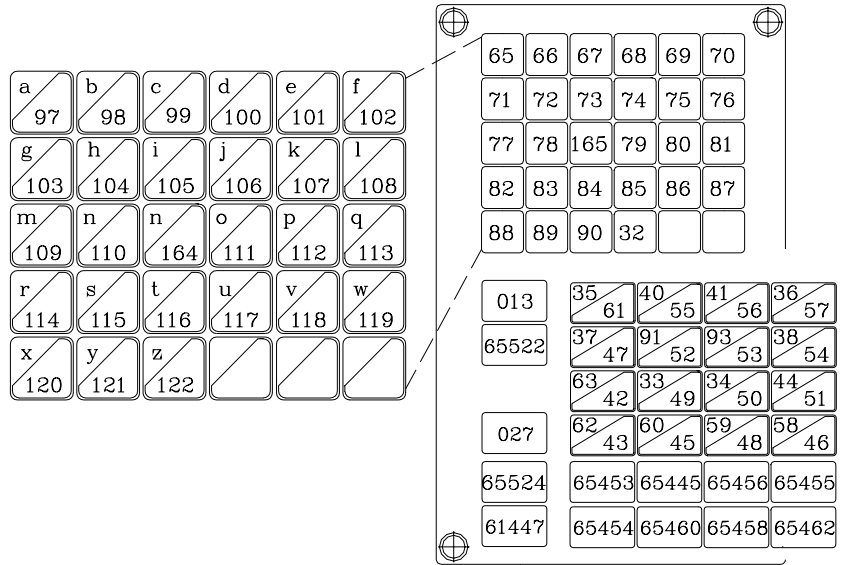 a 97 b 98 c 99 d 100 e 101 f 102
g 103 h 104 i 105 j 106 k 107 l 108
m 109 n 110 n 164 o 111 p 112 q 113
r 114 s 115 t 116 u 117 v 118 w 119
x 120 y 121 z 122
65 66 67 68 69 70
71 72 73 74 75 76
77 78 165 79 80 81
82 83 84 85 86 87
88 89 90 32
013 35 61 40 55 41 56 36 57
65522 37 47 91 52 93 53 38 54
63 42 33 49 34 50 44 51
027 62 43 60 45 59 48 58 46
65524 65453 65445 65456 65455
61447 65454 65460 65458 65462